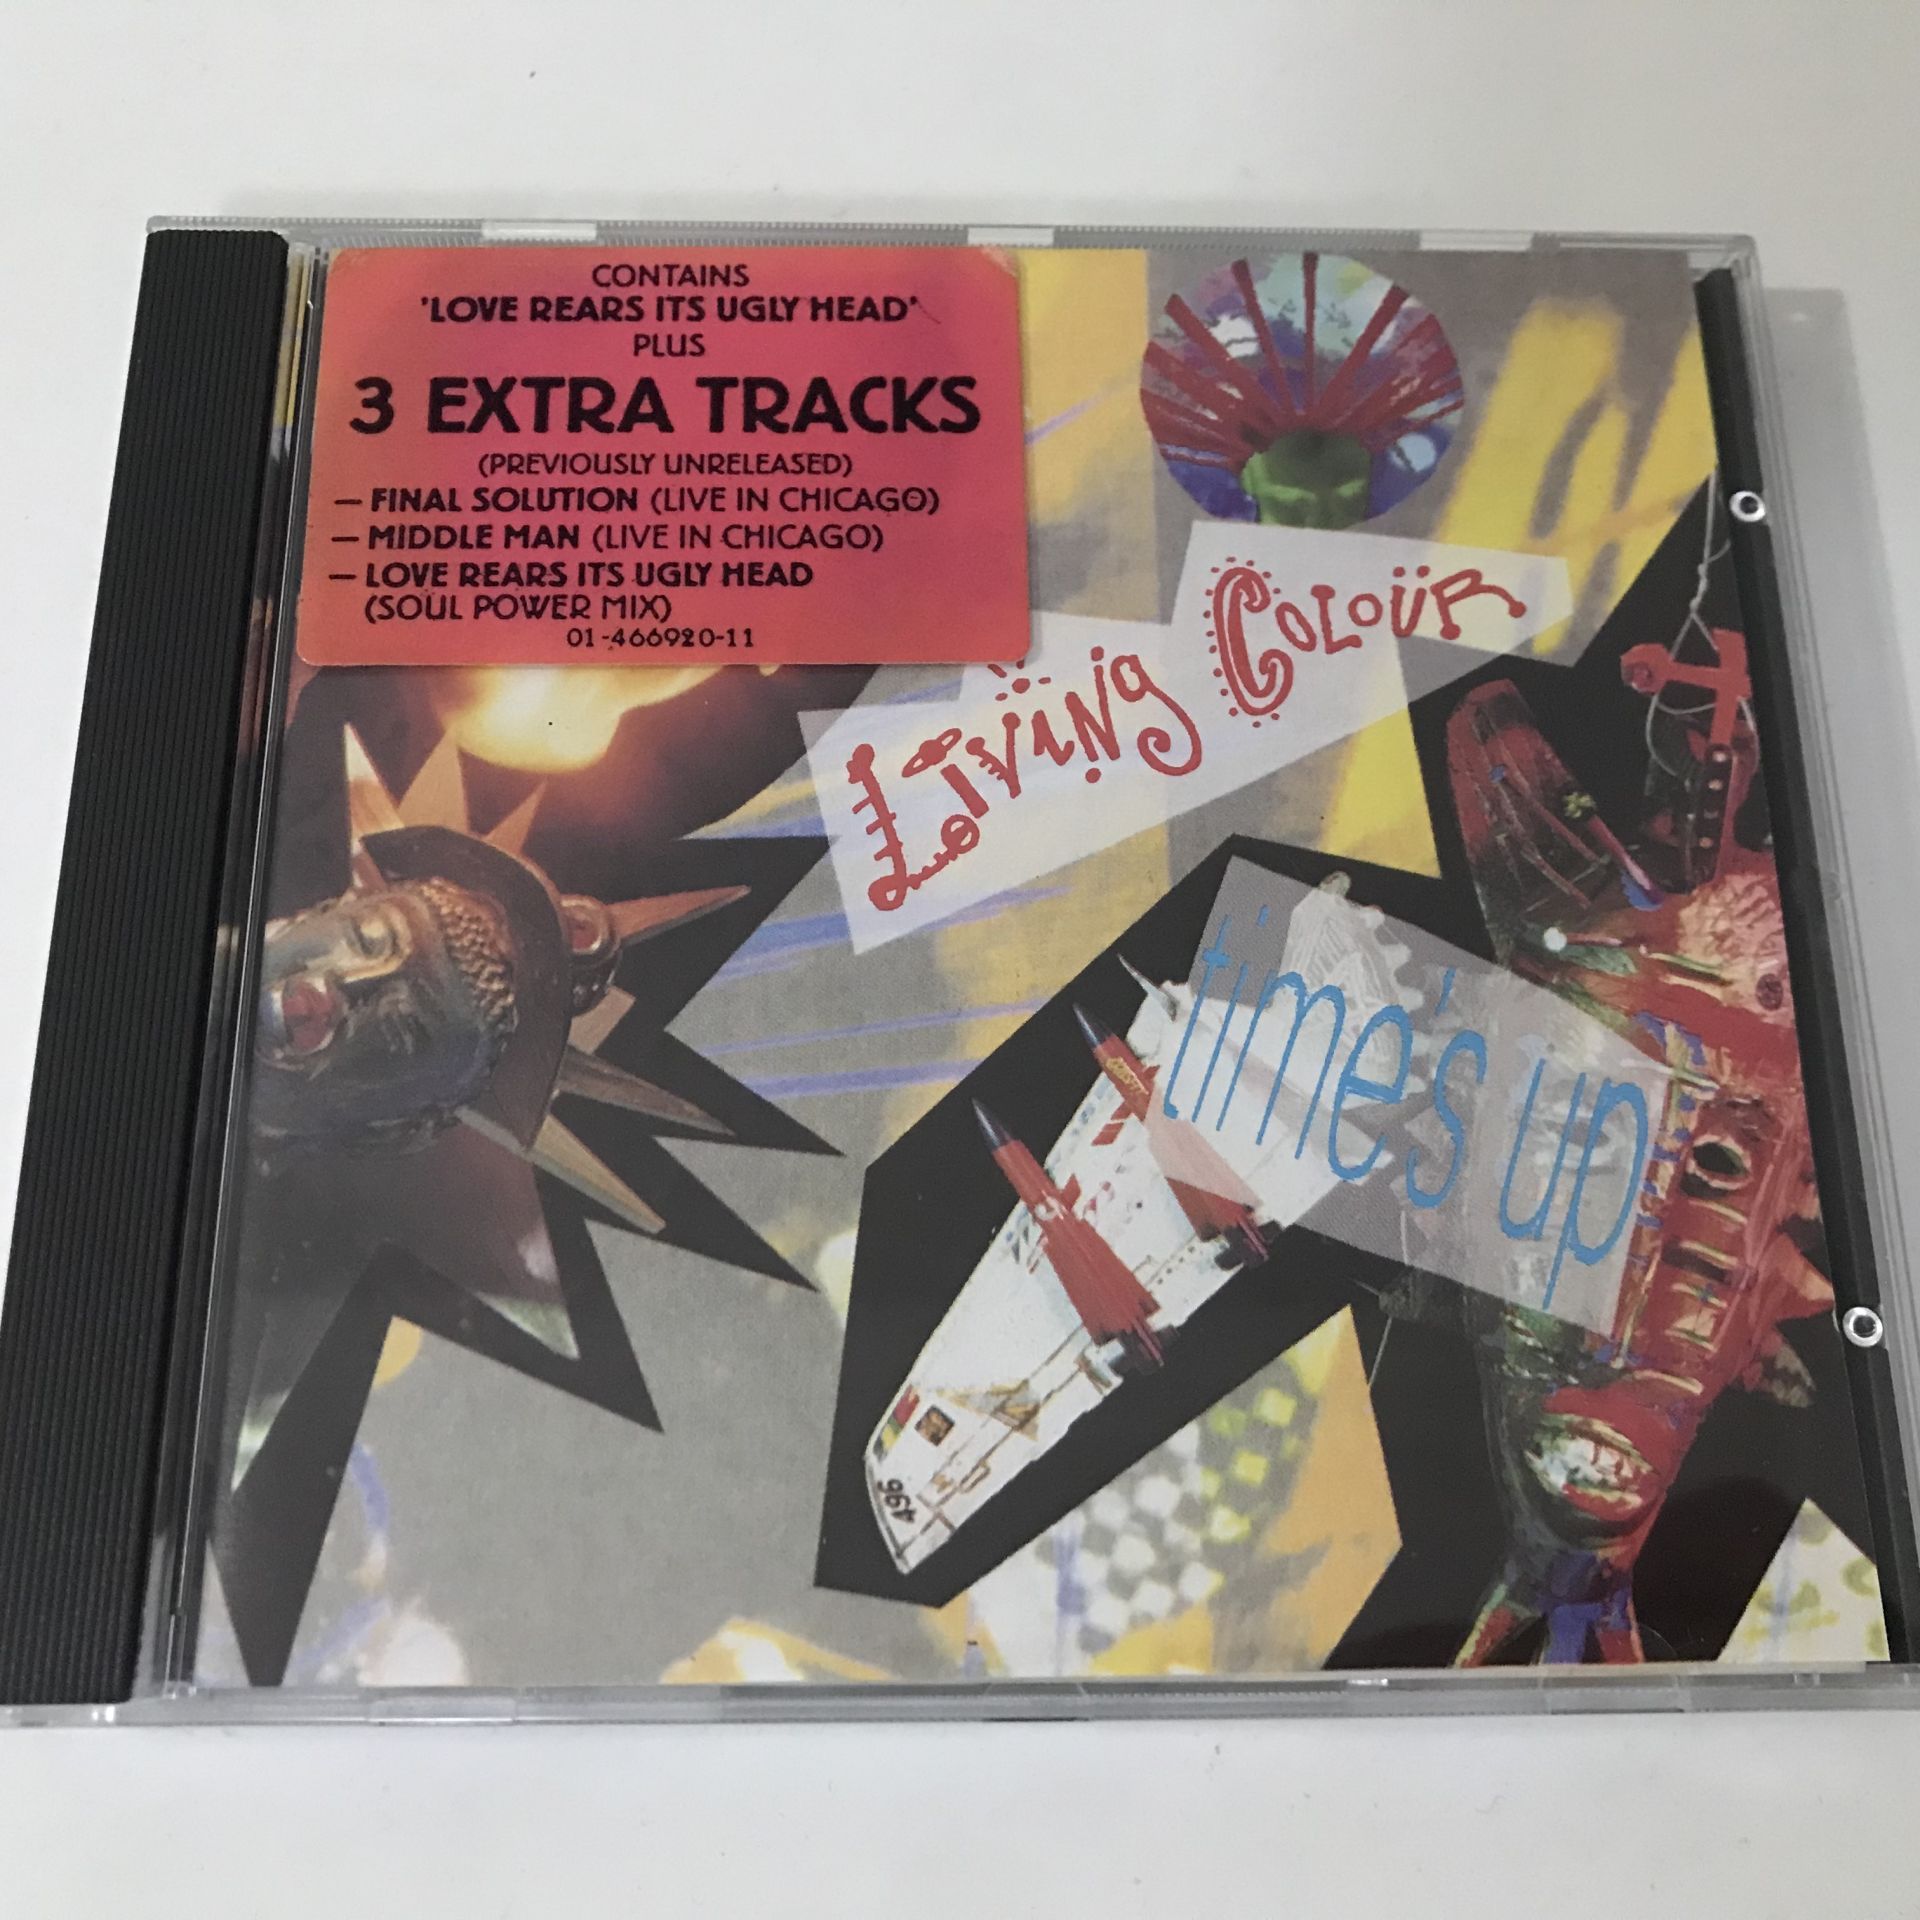 CONTAINS
'LOVE REARS ITS UGLY HEAD'
PLUS
3 EXTRA TRACKS
(PREVIOUSLY UNRELEASED)
— FINAL SOLUTION (LIVE IN CHICAGO)
— MIDDLE MAN (LIVE IN CHICAGO)
— LOVE REARS ITS UGLY HEAD
(SOUL POWER MIX)
01-466920-11
LiViNg COLOÜR
time's up
496